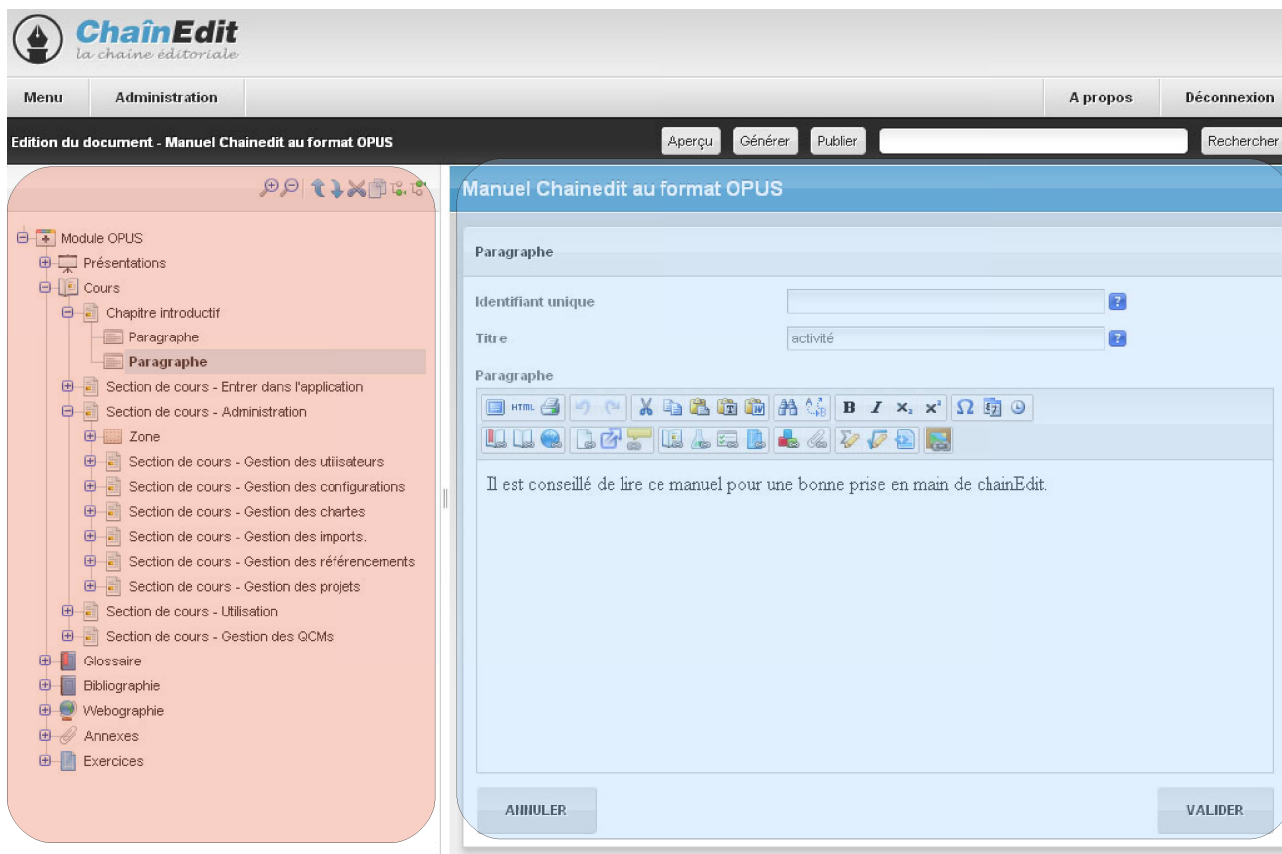 ChaînEdit
la chaîne éditoriale
Menu Administration A propos Déconnexion
Edition du document - Manuel Chainedit au format OPUS Aperçu Générer Publier Rechercher
Manuel Chainedit au format OPUS
Module OPUS
Présentations
Cours
Chapitre introductif
Paragraphe
Paragraphe
Section de cours - Entrer dans l'application
Section de cours - Administration
Zone
Section de cours - Gestion des utiisateurs
Section de cours - Gestion des configurations
Section de cours - Gestion des chartes
Section de cours - Gestion des imports.
Section de cours - Gestion des référencements
Section de cours - Gestion des projets
Section de cours - Utilisation
Section de cours - Gestion des QCMs
Glossaire
Bibliographie
Webographie
Annexes
Exercices
Paragraphe
Identifiant unique
Titre activité
Paragraphe
HTML B I x₂ x² Ω
Il est conseillé de lire ce manuel pour une bonne prise en main de chainEdit.
ANNULER VALIDER